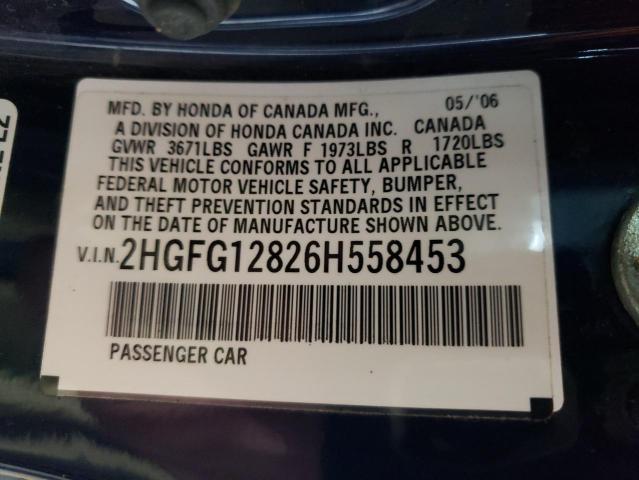 MFD. BY HONDA OF CANADA MFG., 05/'06
A DIVISION OF HONDA CANADA INC. CANADA
GVWR 3671LBS GAWR F 1973LBS R 1720LBS
THIS VEHICLE CONFORMS TO ALL APPLICABLE
FEDERAL MOTOR VEHICLE SAFETY, BUMPER,
AND THEFT PREVENTION STANDARDS IN EFFECT
ON THE DATE OF MANUFACTURE SHOWN ABOVE.
V.I.N. 2HGFG12826H558453
PASSENGER CAR